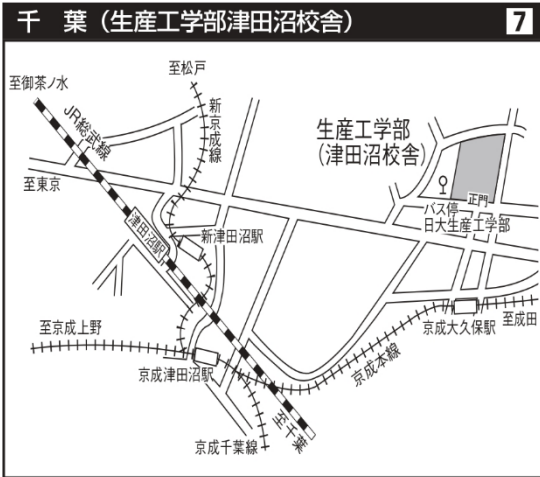 千 葉（生産工学部津田沼校舎） 7
至松戸
至御茶ノ水
JR総武線
新京成線
生産工学部
（津田沼校舎）
至東京
バス停
正門
日大生産工学部
津田沼駅
新津田沼駅
至京成上野
京成大久保駅
至成田
京成津田沼駅
京成本線
京成千葉線
至千葉